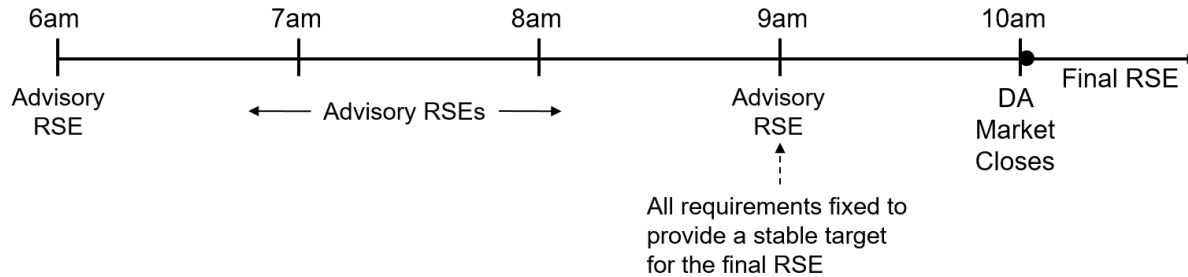 6am
7am
8am
9am
10am
Advisory
RSE
Advisory RSEs
Advisory
RSE
DA
Market
Closes
Final RSE
All requirements fixed to
provide a stable target
for the final RSE